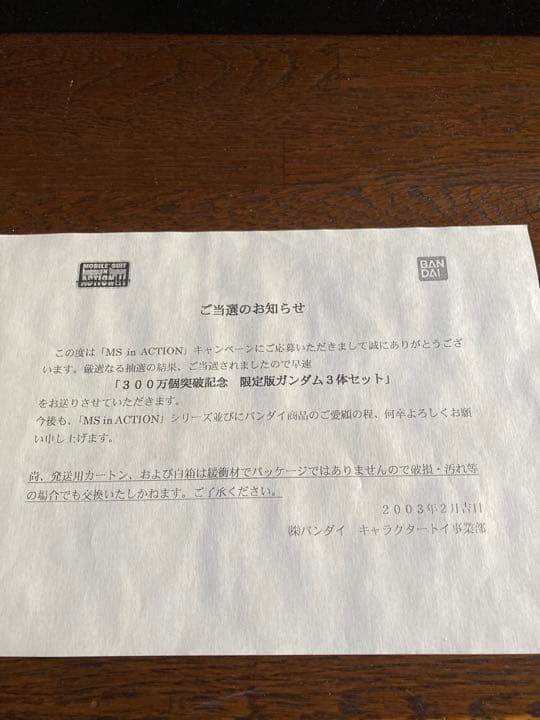 MOBILE SUIT
IN
ACTION!!
BAN
DAI
ご当選のお知らせ
この度は「MS in ACTION」キャンペーンにご応募いただきまして誠にありがとうござ
います。厳選なる抽選の結果、ご当選されましたので早速
「３００万個突破記念　限定版ガンダム３体セット」
をお送りさせていただきます。
今後も、「MS in ACTION」シリーズ並びにバンダイ商品のご愛顧の程、何卒よろしくお願
い申し上げます。
尚、発送用カートン、および白箱は緩衝材でパッケージではありませんので破損・汚れ等
の場合でも交換いたしかねます。ご了承ください。
２００３年２月吉日
㈱バンダイ　キャラクタートイ事業部